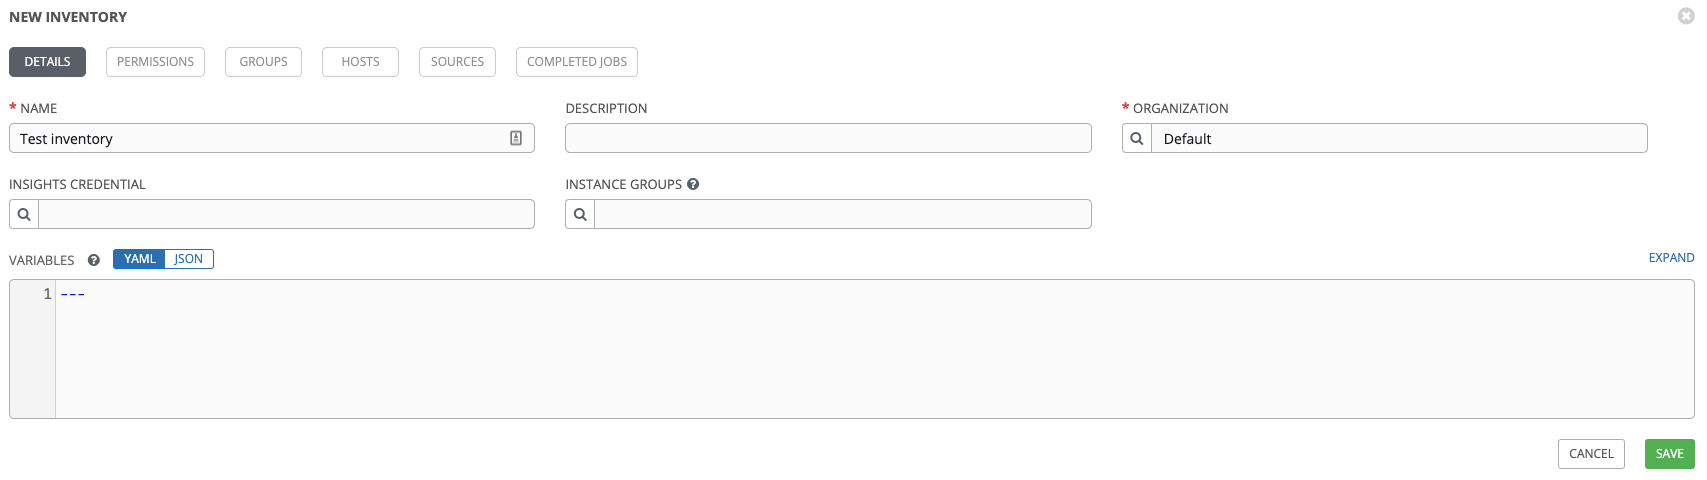 NEW INVENTORY
DETAILS PERMISSIONS GROUPS HOSTS SOURCES COMPLETED JOBS
* NAME DESCRIPTION * ORGANIZATION
Test inventory Default
INSIGHTS CREDENTIAL INSTANCE GROUPS ?
VARIABLES ? YAML JSON EXPAND
1 ---
CANCEL SAVE